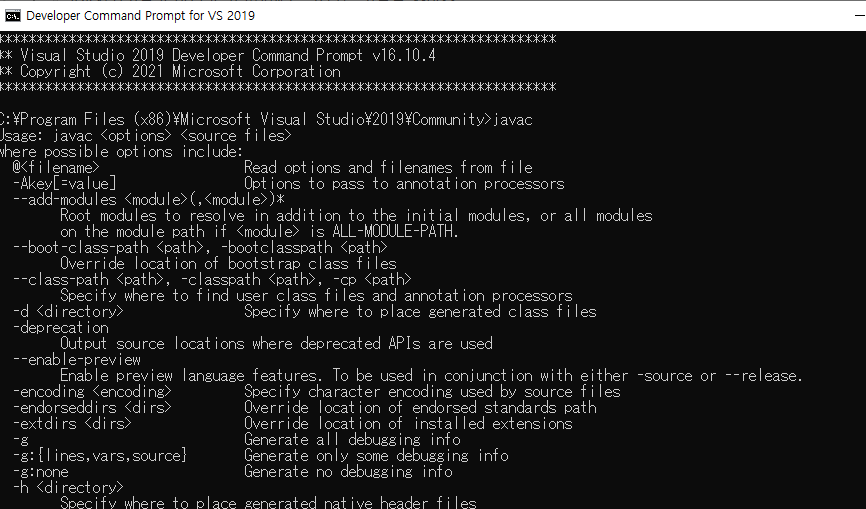 Developer Command Prompt for VS 2019
**********************************************************************
** Visual Studio 2019 Developer Command Prompt v16.10.4
** Copyright (c) 2021 Microsoft Corporation
**********************************************************************
C:₩Program Files (x86)₩Microsoft Visual Studio₩2019₩Community>javac
Usage: javac <options> <source files>
where possible options include:
@<filename> Read options and filenames from file
-Akey[=value] Options to pass to annotation processors
--add-modules <module>(,<module>)*
Root modules to resolve in addition to the initial modules, or all modules
on the module path if <module> is ALL-MODULE-PATH.
--boot-class-path <path>, -bootclasspath <path>
Override location of bootstrap class files
--class-path <path>, -classpath <path>, -cp <path>
Specify where to find user class files and annotation processors
-d <directory> Specify where to place generated class files
-deprecation
Output source locations where deprecated APIs are used
--enable-preview
Enable preview language features. To be used in conjunction with either -source or --release.
-encoding <encoding> Specify character encoding used by source files
-endorseddirs <dirs> Override location of endorsed standards path
-extdirs <dirs> Override location of installed extensions
-g Generate all debugging info
-g:{lines,vars,source} Generate only some debugging info
-g:none Generate no debugging info
-h <directory>
Specify where to place generated native header files